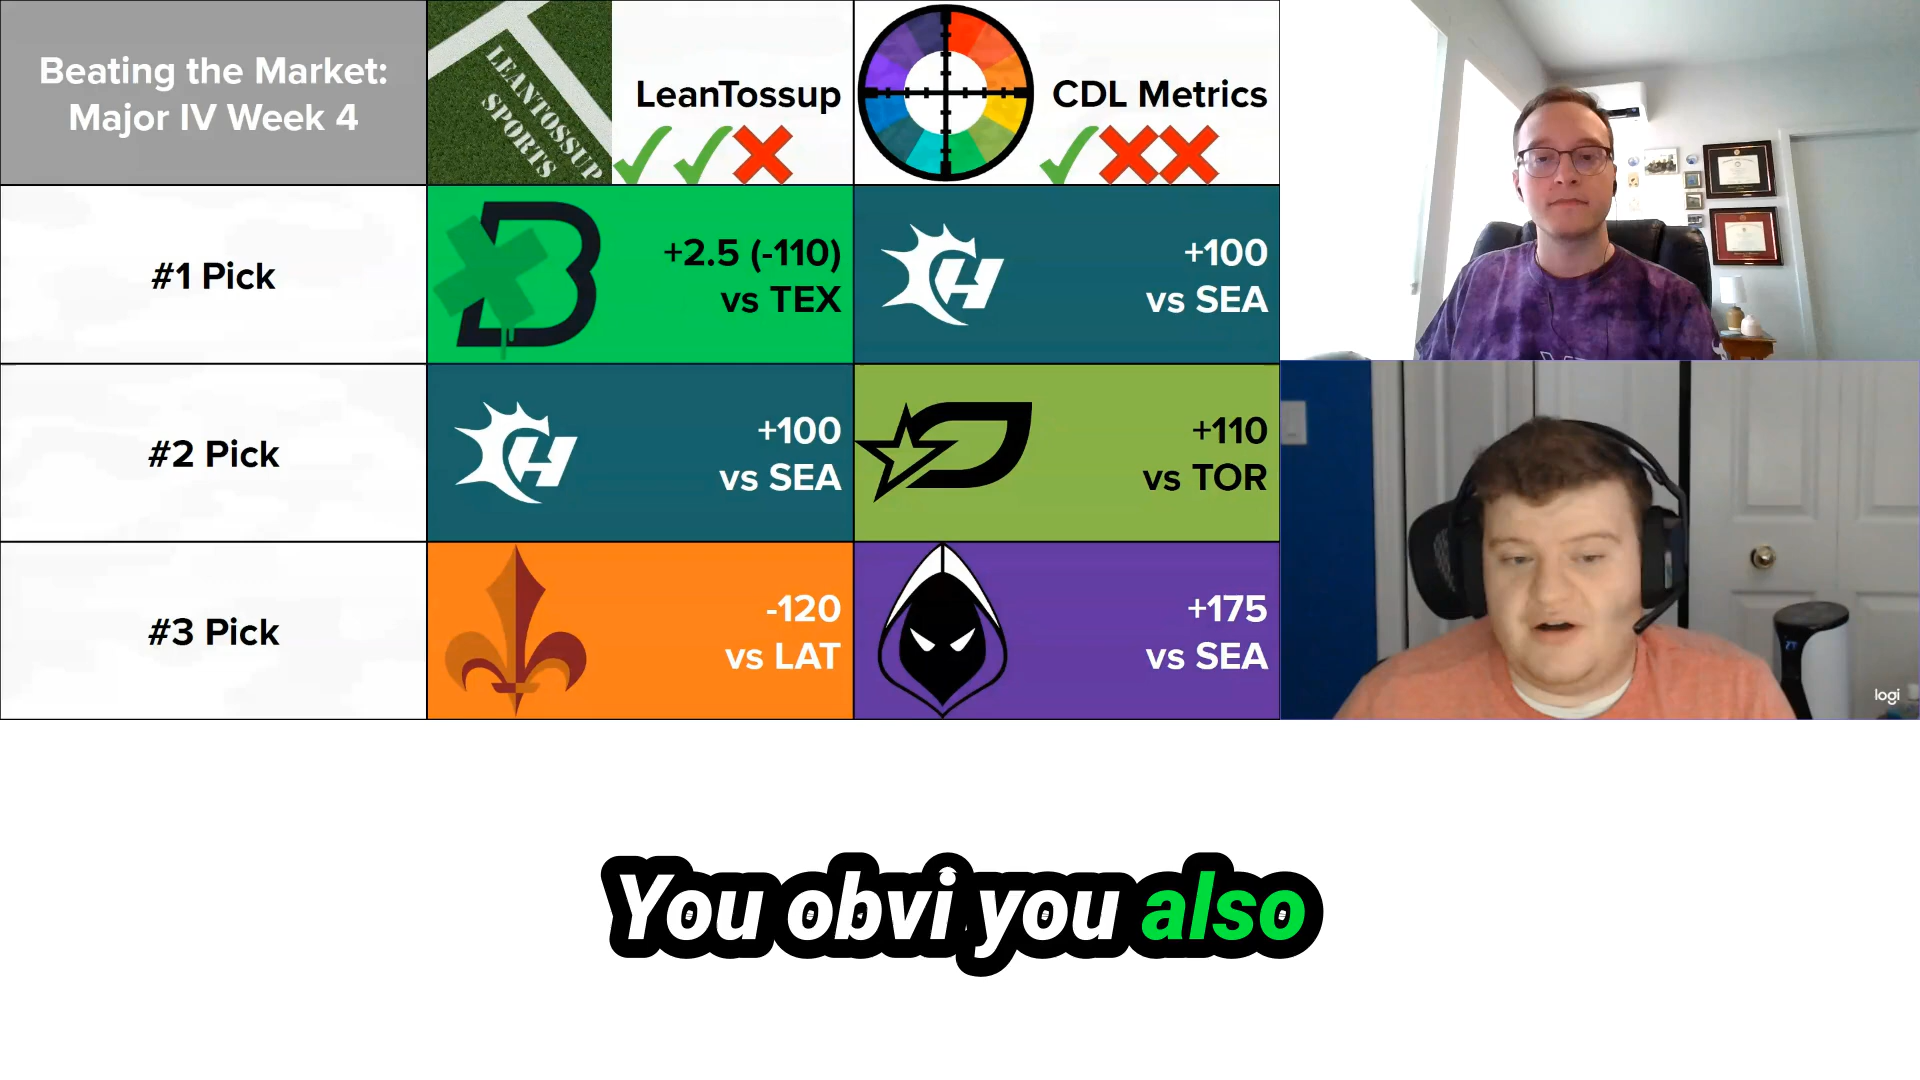 Beating the Market:
Major IV Week 4
LEANTOSSUP
SPORTS
LeanTossup
CDL Metrics
#1 Pick
B
+2.5 (-110)
vs TEX
H
+100
vs SEA
#2 Pick
H
+100
vs SEA
+110
vs TOR
#3 Pick
-120
vs LAT
+175
vs SEA
logi
You obvi you also